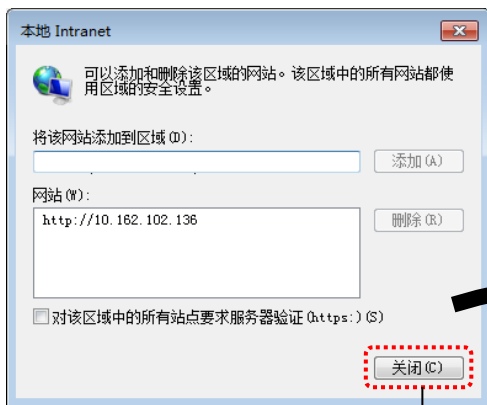 本地 Intranet
可以添加和删除该区域的网站。该区域中的所有网站都使
用区域的安全设置。
将该网站添加到区域(D):
添加(A)
网站(W):
http://10.162.102.136
删除(R)
对该区域中的所有站点要求服务器验证(https:)(S)
关闭(C)